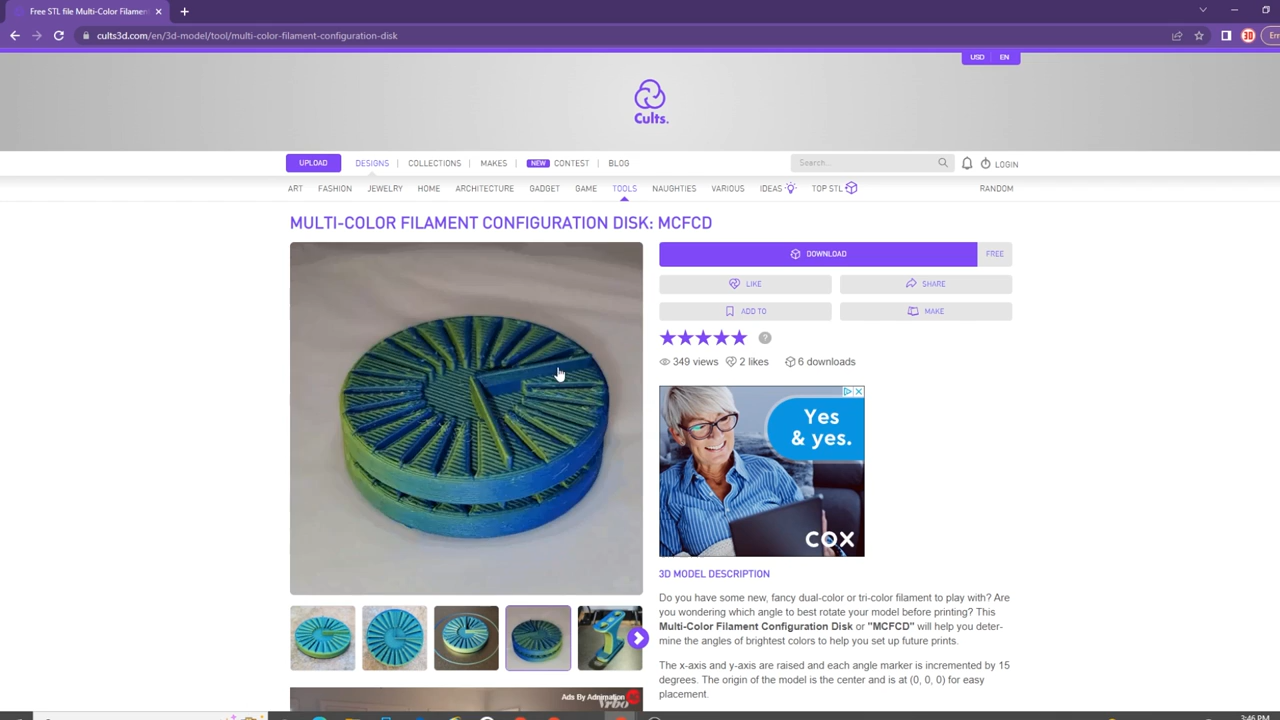 Free STL file Multi-Color Filamen
cults3d.com/en/3d-model/tool/multi-color-filament-configuration-disk
USD EN
Cults.
UPLOAD DESIGNS COLLECTIONS MAKES NEW CONTEST BLOG Search... LOGIN
ART FASHION JEWELRY HOME ARCHITECTURE GADGET GAME TOOLS NAUGHTIES VARIOUS IDEAS TOP STL RANDOM
MULTI-COLOR FILAMENT CONFIGURATION DISK: MCFCD
DOWNLOAD FREE
LIKE SHARE
ADD TO MAKE
?
349 views 2 likes 6 downloads
Yes
& yes.
COX
3D MODEL DESCRIPTION
Do you have some new, fancy dual-color or tri-color filament to play with? Are
you wondering which angle to best rotate your model before printing? This
Multi-Color Filament Configuration Disk or "MCFCD" will help you deter-
mine the angles of brightest colors to help you set up future prints.
The x-axis and y-axis are raised and each angle marker is incremented by 15
degrees. The origin of the model is the center and is at (0, 0, 0) for easy
placement.
Ads By Adnimation
Vrbo
3:46 PM